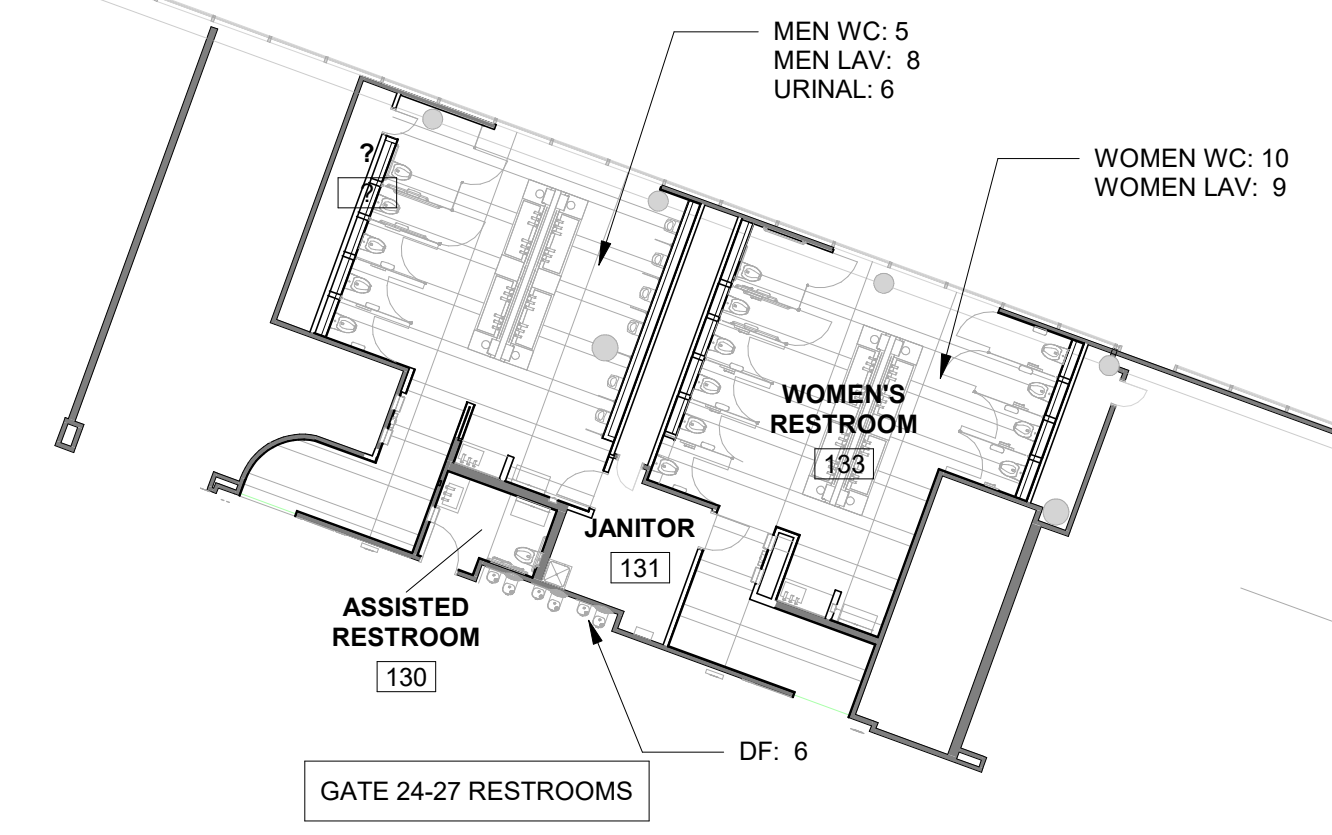 MEN WC: 5
MEN LAV:  8
URINAL: 6
WOMEN WC: 10
WOMEN LAV:  9
?
?
WOMEN'S
RESTROOM
133
JANITOR
131
ASSISTED
RESTROOM
130
DF:  6
GATE 24-27 RESTROOMS